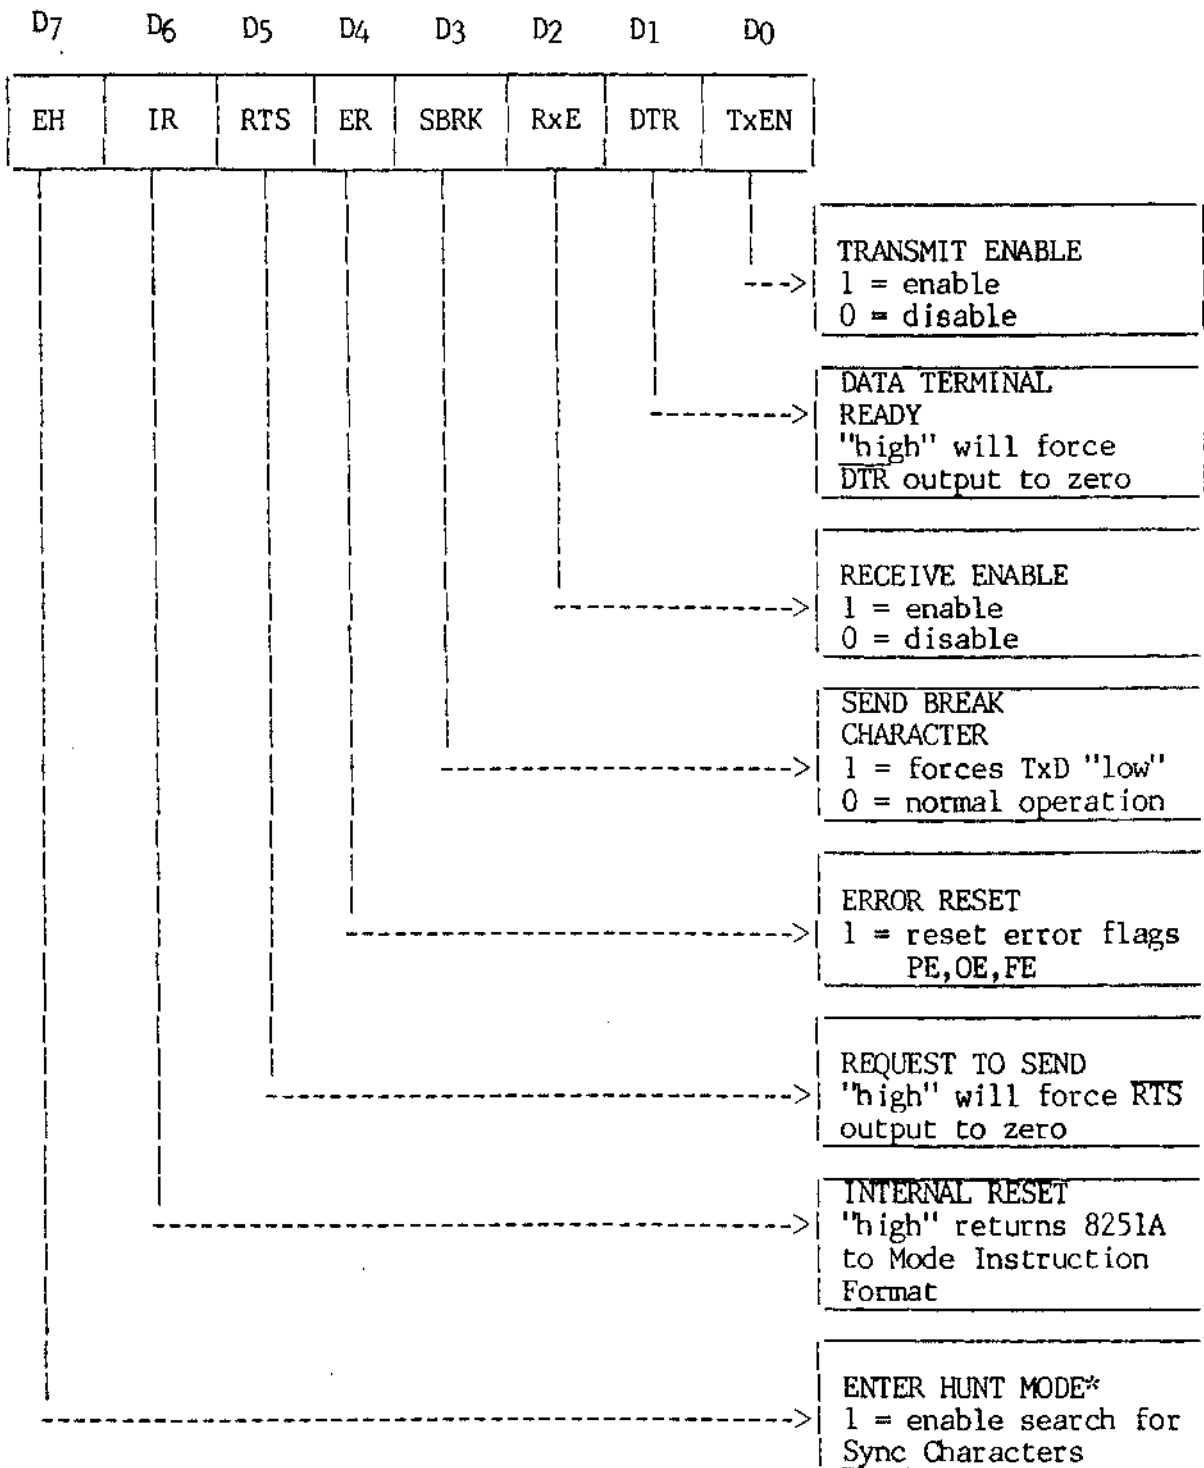 D7 D6 D5 D4 D3 D2 D1 D0
EH IR RTS ER SBRK RxE DTR TxEN
TRANSMIT ENABLE
1 = enable
0 = disable
DATA TERMINAL
READY
"high" will force
DTR output to zero
RECEIVE ENABLE
1 = enable
0 = disable
SEND BREAK
CHARACTER
1 = forces TxD "low"
0 = normal operation
ERROR RESET
1 = reset error flags
PE,OE,FE
REQUEST TO SEND
"high" will force RTS
output to zero
INTERNAL RESET
"high" returns 8251A
to Mode Instruction
Format
ENTER HUNT MODE*
1 = enable search for
Sync Characters